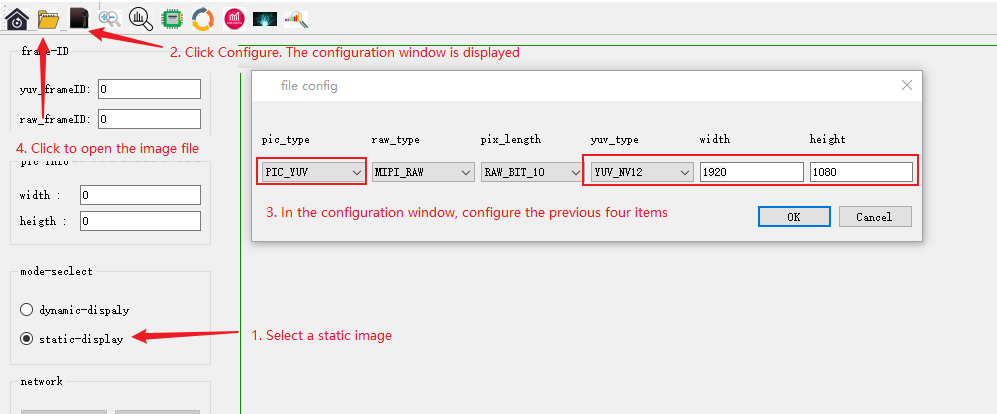 2. Click Configure. The configuration window is displayed
frame-ID
yuv_frameID: 0
raw_frameID: 0
4. Click to open the image file
pic info
width : 0
heigth : 0
file config
pic_type raw_type pix_length yuv_type width height
PIC_YUV MIPI_RAW RAW_BIT_10 YUV_NV12 1920 1080
3. In the configuration window, configure the previous four items
OK Cancel
mode-seclect
dynamic-dispaly
static-display
1. Select a static image
network